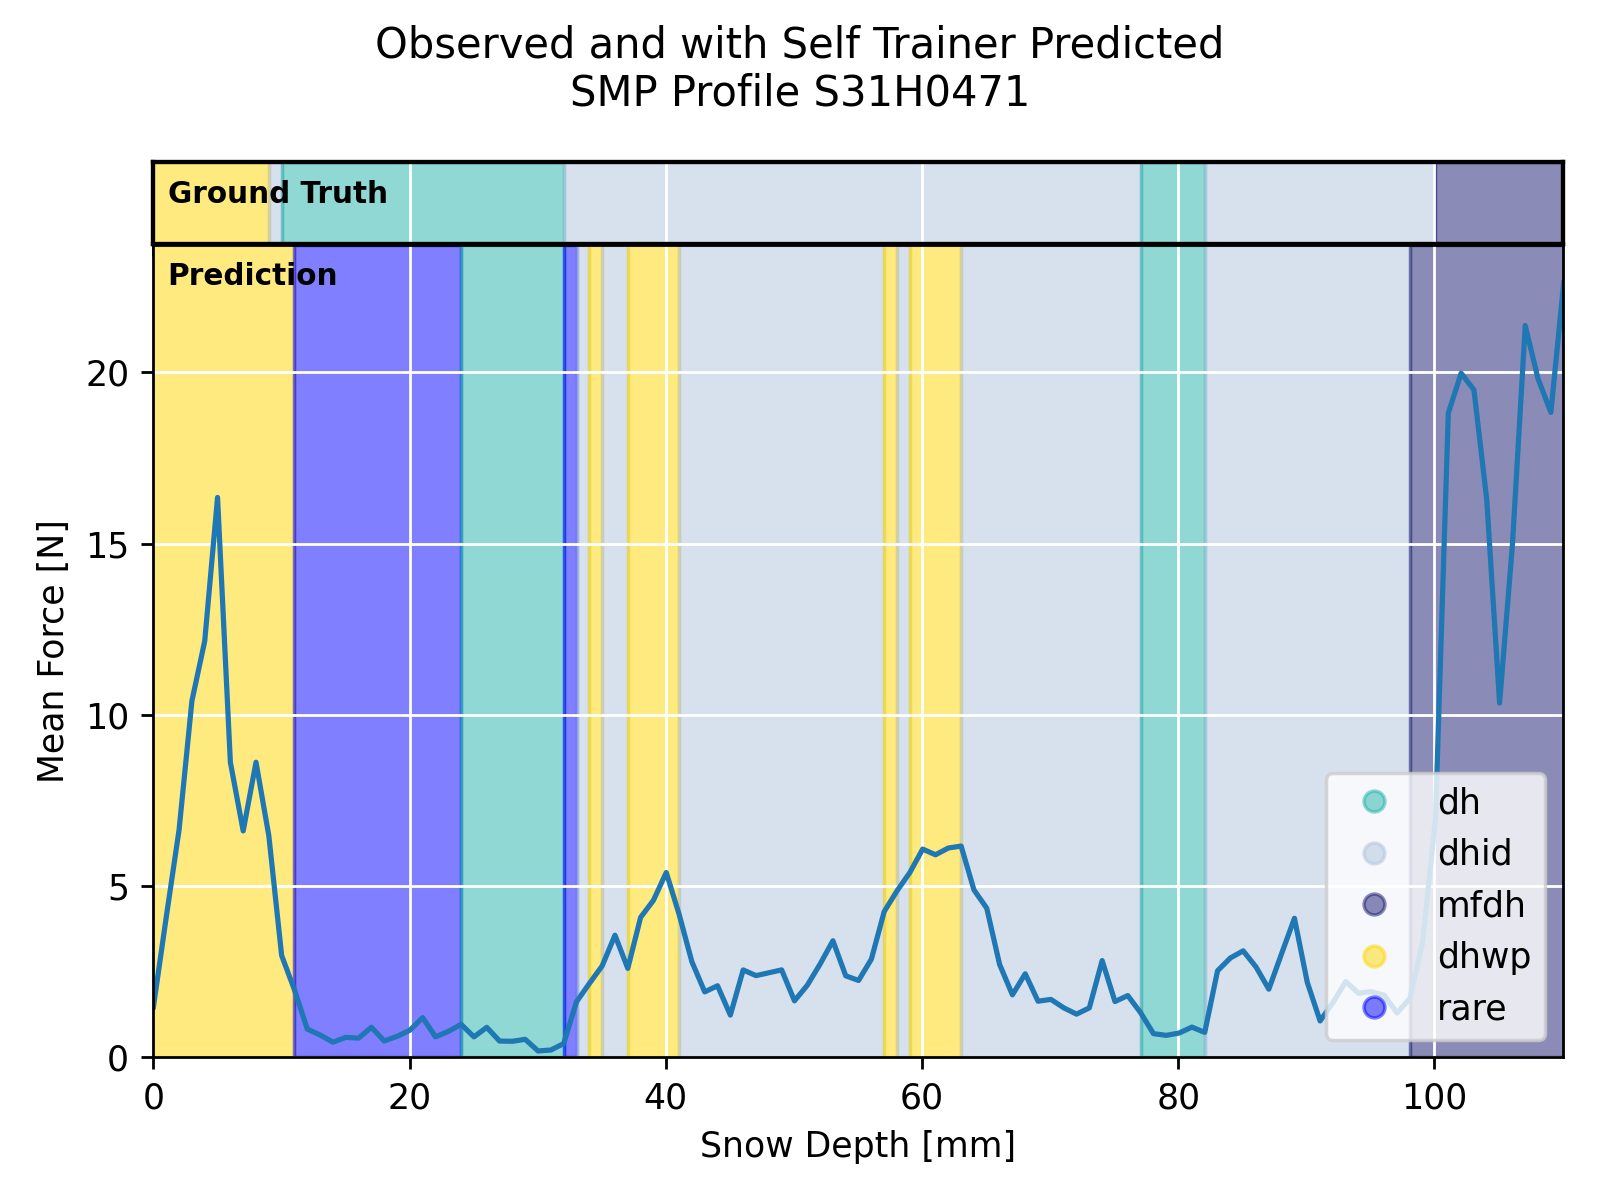 Observed and with Self Trainer Predicted
SMP Profile S31H0471
Ground Truth
Prediction
Mean Force [N]
20
15
10
5
0
dh
dhid
mfdh
dhwp
rare
0 20 40 60 80 100
Snow Depth [mm]